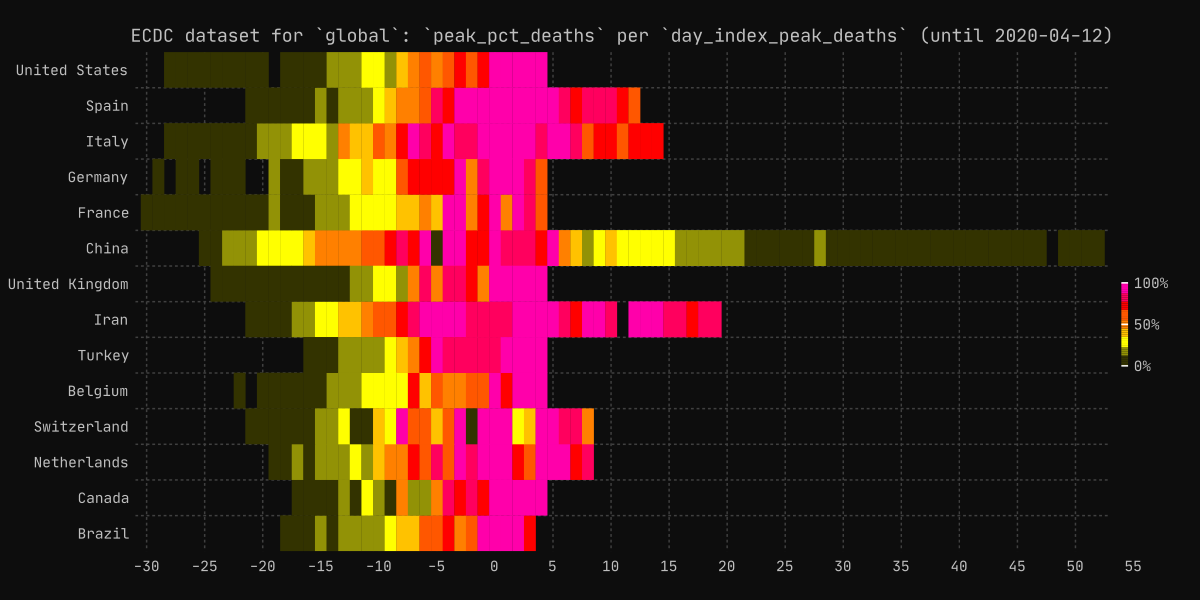 ECDC dataset for `global`: `peak_pct_deaths` per `day_index_peak_deaths` (until 2020-04-12)
United States
Spain
Italy
Germany
France
China
United Kingdom
Iran
Turkey
Belgium
Switzerland
Netherlands
Canada
Brazil
100%
50%
0%
-30 -25 -20 -15 -10 -5 0 5 10 15 20 25 30 35 40 45 50 55